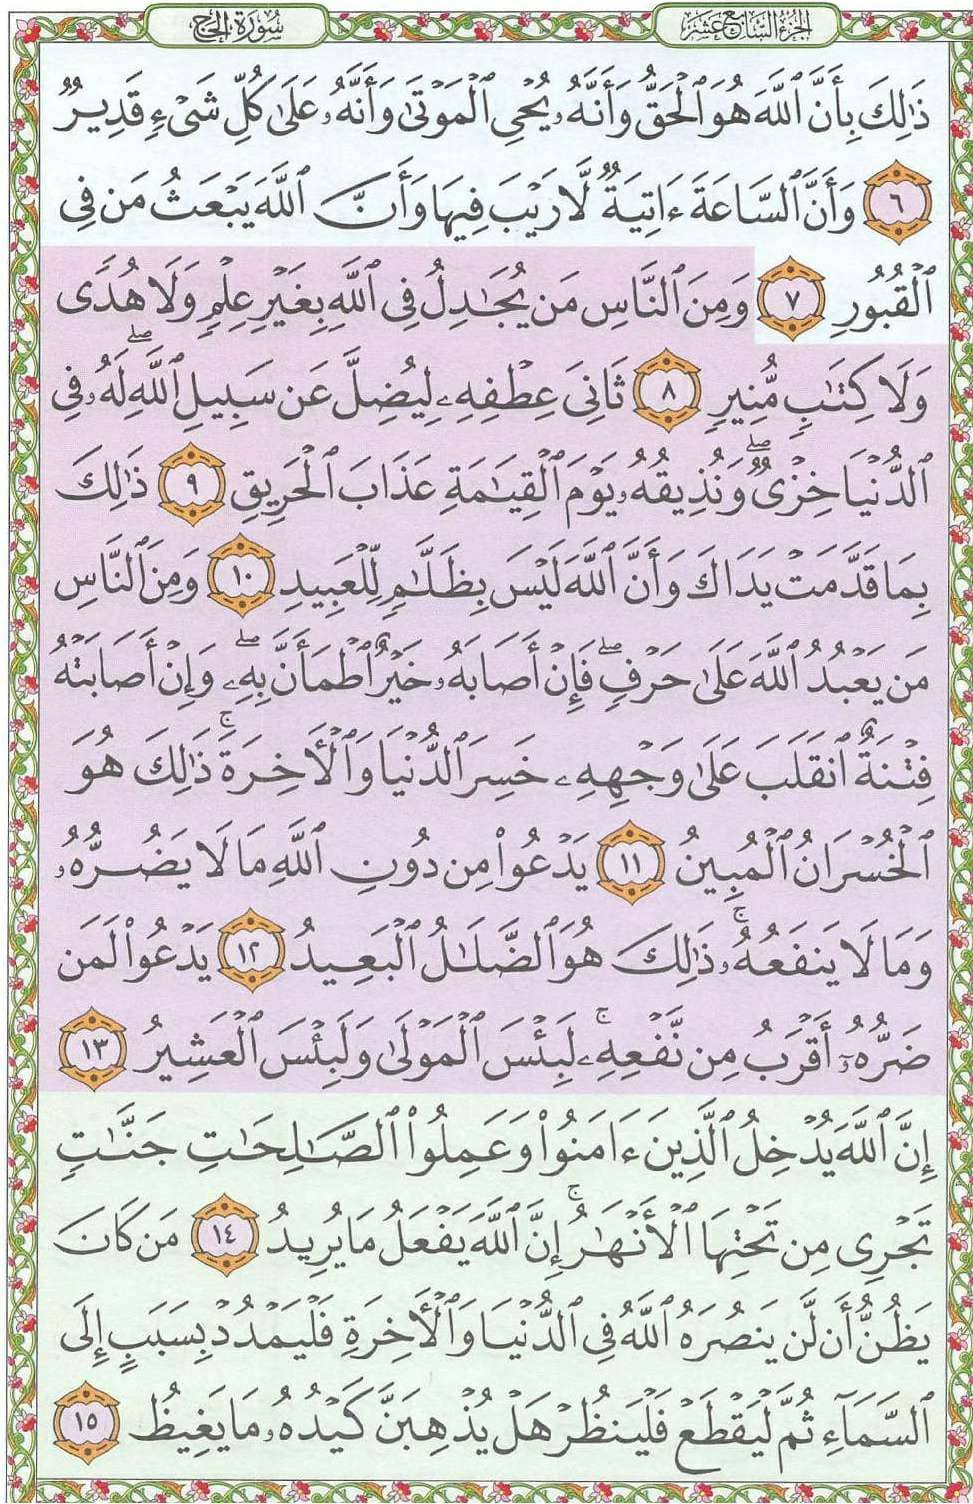 الجزء السابع عشر
سورة الحج
ذَٰلِكَ بِأَنَّ ٱللَّهَ هُوَ ٱلْحَقُّ وَأَنَّهُۥ يُحْىِ ٱلْمَوْتَىٰ وَأَنَّهُۥ عَلَىٰ كُلِّ شَىْءٍۢ قَدِيرٌۭ
٦ وَأَنَّ ٱلسَّاعَةَ ءَاتِيَةٌۭ لَّا رَيْبَ فِيهَا وَأَنَّ ٱللَّهَ يَبْعَثُ مَن فِى
ٱلْقُبُورِ ٧ وَمِنَ ٱلنَّاسِ مَن يُجَٰدِلُ فِى ٱللَّهِ بِغَيْرِ عِلْمٍۢ وَلَا هُدًۭى
وَلَا كِتَٰبٍۢ مُّنِيرٍۢ ٨ ثَانِىَ عِطْفِهِۦ لِيُضِلَّ عَن سَبِيلِ ٱللَّهِ ۖ لَهُۥ فِى
ٱلدُّنْيَا خِزْىٌۭ ۖ وَنُذِيقُهُۥ يَوْمَ ٱلْقِيَٰمَةِ عَذَابَ ٱلْحَرِيقِ ٩ ذَٰلِكَ
بِمَا قَدَّمَتْ يَدَاكَ وَأَنَّ ٱللَّهَ لَيْسَ بِظَلَّٰمٍۢ لِّلْعَبِيدِ ١٠ وَمِنَ ٱلنَّاسِ
مَن يَعْبُدُ ٱللَّهَ عَلَىٰ حَرْفٍۢ ۖ فَإِنْ أَصَابَهُۥ خَيْرٌ ٱطْمَأَنَّ بِهِۦ ۖ وَإِنْ أَصَابَتْهُ
فِتْنَةٌ ٱنقَلَبَ عَلَىٰ وَجْهِهِۦ خَسِرَ ٱلدُّنْيَا وَٱلْءَاخِرَةَ ۚ ذَٰلِكَ هُوَ
ٱلْخُسْرَانُ ٱلْمُبِينُ ١١ يَدْعُوا۟ مِن دُونِ ٱللَّهِ مَا لَا يَضُرُّهُۥ
وَمَا لَا يَنفَعُهُۥ ۚ ذَٰلِكَ هُوَ ٱلضَّلَٰلُ ٱلْبَعِيدُ ١٢ يَدْعُوا۟ لَمَن
ضَرُّهُۥٓ أَقْرَبُ مِن نَّفْعِهِۦ ۚ لَبِئْسَ ٱلْمَوْلَىٰ وَلَبِئْسَ ٱلْعَشِيرُ ١٣
إِنَّ ٱللَّهَ يُدْخِلُ ٱلَّذِينَ ءَامَنُوا۟ وَعَمِلُوا۟ ٱلصَّٰلِحَٰتِ جَنَّٰتٍۢ
تَجْرِى مِن تَحْتِهَا ٱلْأَنْهَٰرُ ۚ إِنَّ ٱللَّهَ يَفْعَلُ مَا يُرِيدُ ١٤ مَن كَانَ
يَظُنُّ أَن لَّن يَنصُرَهُ ٱللَّهُ فِى ٱلدُّنْيَا وَٱلْءَاخِرَةِ فَلْيَمْدُدْ بِسَبَبٍ إِلَى
ٱلسَّمَآءِ ثُمَّ لْيَقْطَعْ فَلْيَنظُرْ هَلْ يُذْهِبَنَّ كَيْدُهُۥ مَا يَغِيظُ ١٥